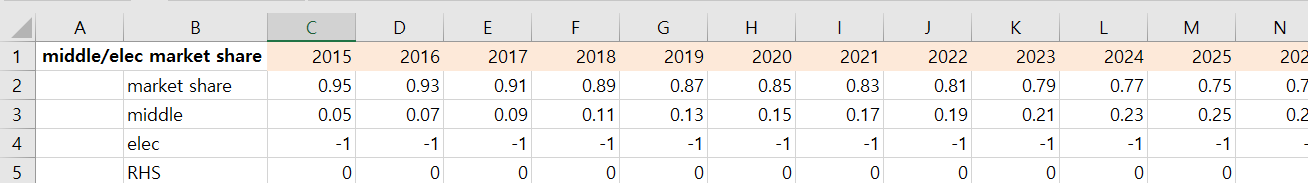 A B C D E F G H I J K L M N
1 middle/elec market share 2015 2016 2017 2018 2019 2020 2021 2022 2023 2024 2025
2 market share 0.95 0.93 0.91 0.89 0.87 0.85 0.83 0.81 0.79 0.77 0.75
3 middle 0.05 0.07 0.09 0.11 0.13 0.15 0.17 0.19 0.21 0.23 0.25
4 elec -1 -1 -1 -1 -1 -1 -1 -1 -1 -1 -1
5 RHS 0 0 0 0 0 0 0 0 0 0 0